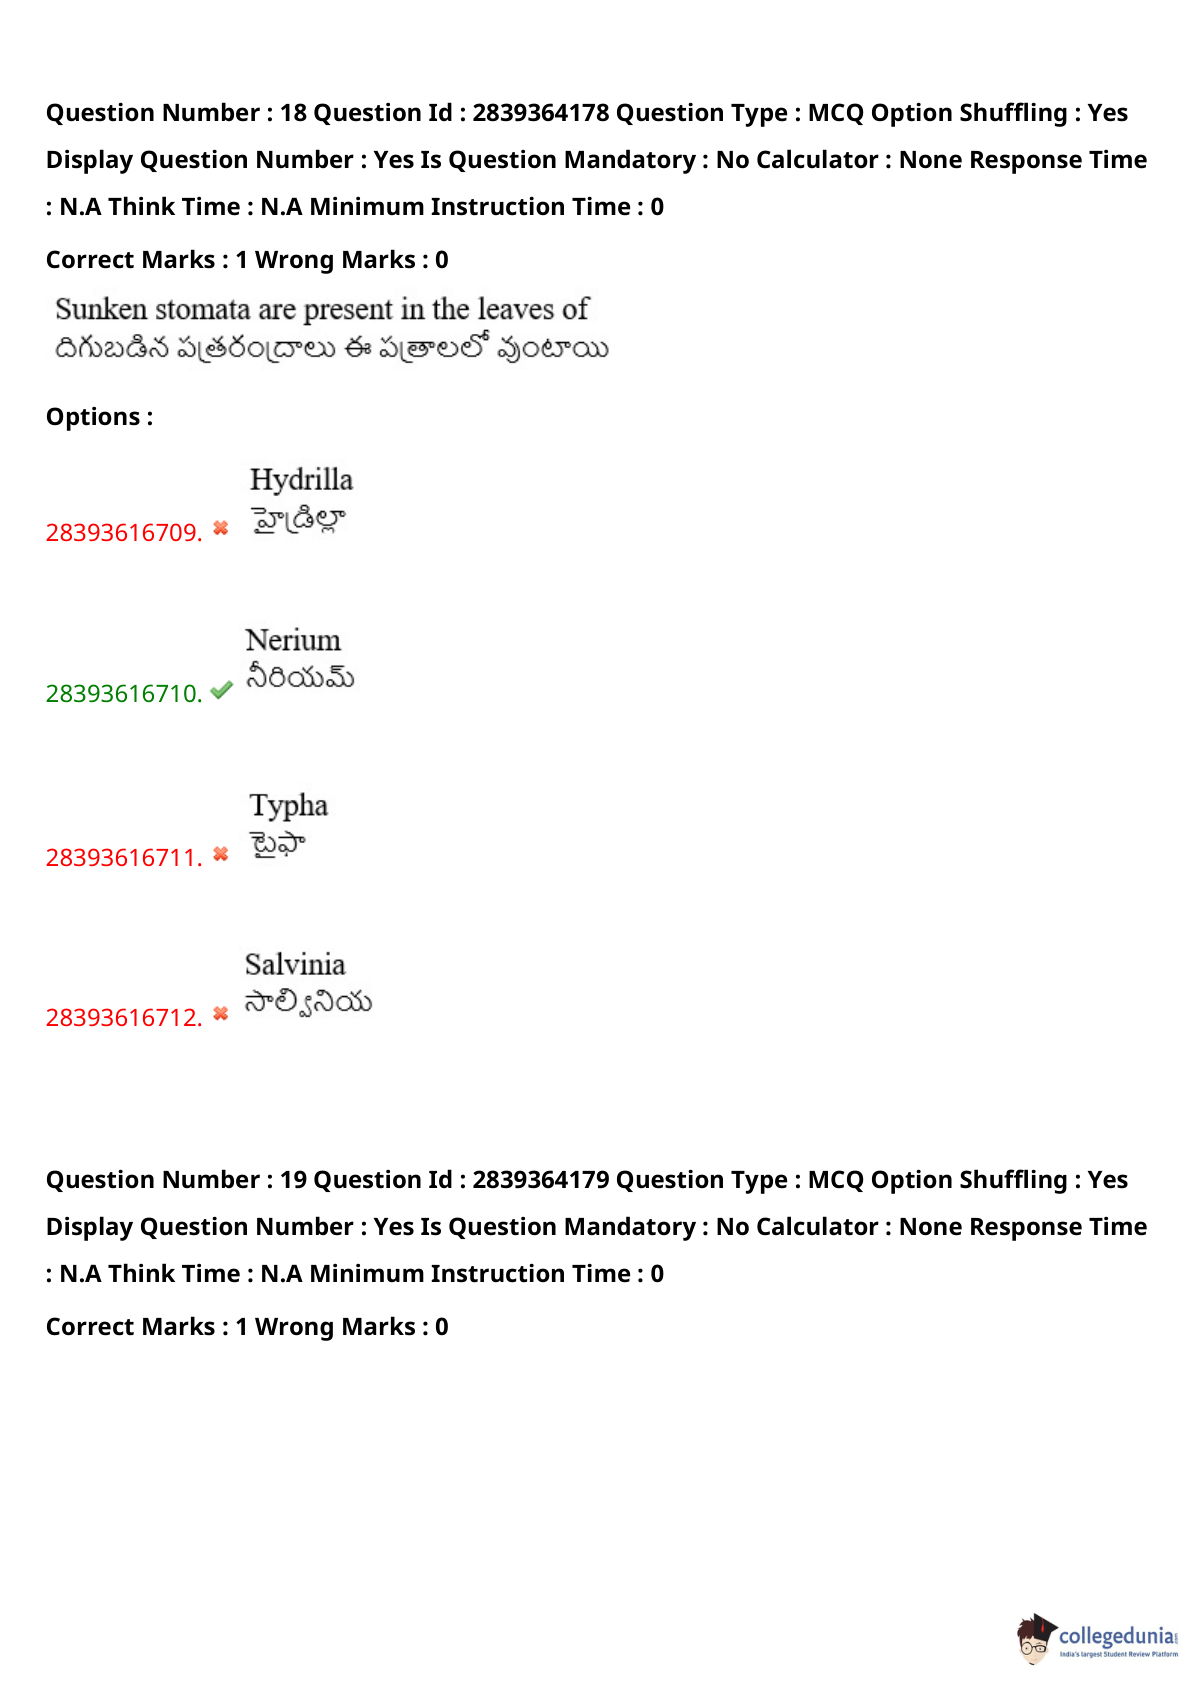 Question Number : 18 Question Id : 2839364178 Question Type : MCQ Option Shuffling : Yes
Display Question Number : Yes Is Question Mandatory : No Calculator : None Response Time
: N.A Think Time : N.A Minimum Instruction Time : 0
Correct Marks : 1 Wrong Marks : 0
Sunken stomata are present in the leaves of
దిగుబడిన పత్రరంద్రాలు ఈ పత్రాలలో వుంటాయి
Options :
Hydrilla
హైడ్రిల్లా
28393616709.
Nerium
నీరియమ్
28393616710.
Typha
టైఫా
28393616711.
Salvinia
సాల్వినియ
28393616712.
Question Number : 19 Question Id : 2839364179 Question Type : MCQ Option Shuffling : Yes
Display Question Number : Yes Is Question Mandatory : No Calculator : None Response Time
: N.A Think Time : N.A Minimum Instruction Time : 0
Correct Marks : 1 Wrong Marks : 0
collegedunia
India's largest Student Review Platform